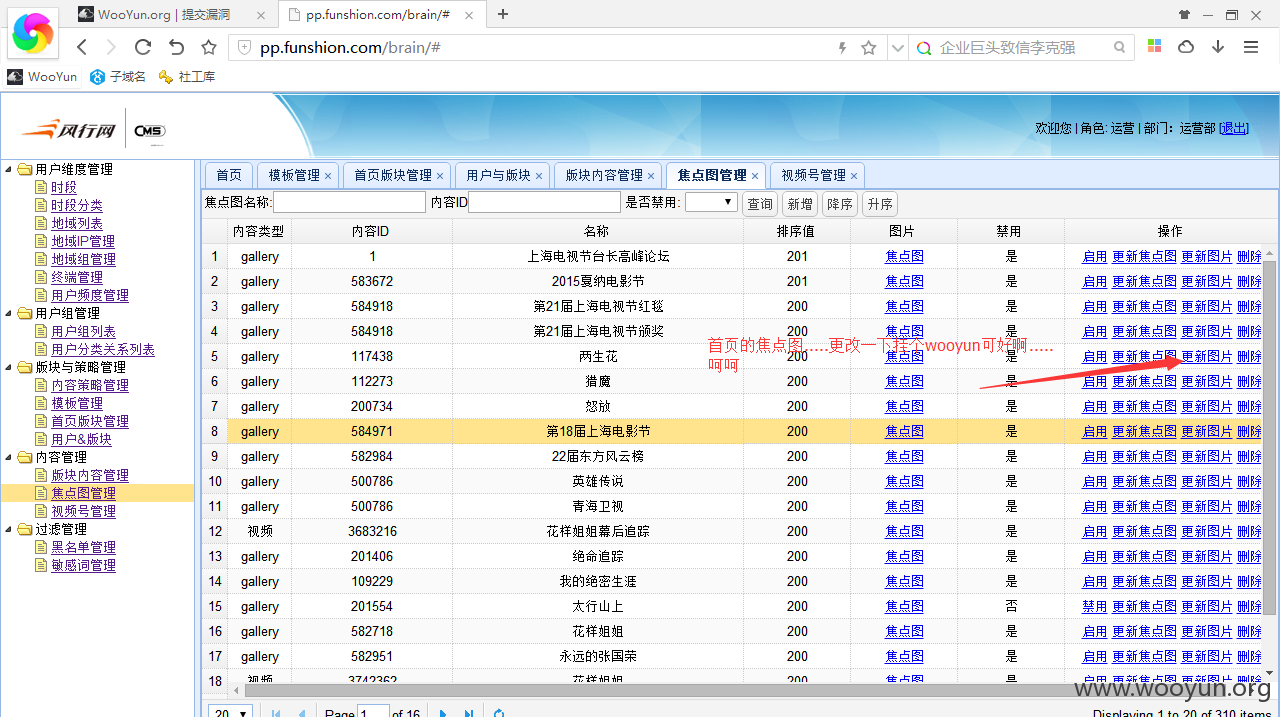 WooYun.org | 提交漏洞
pp.funshion.com/brain/#
pp.funshion.com/brain/#
企业巨头致信李克强
WooYun 子域名 社工库
风行网 CMS
欢迎您 | 角色: 运营 | 部门: 运营部 [退出]
用户维度管理
时段
时段分类
地域列表
地域IP管理
地域组管理
终端管理
用户频度管理
用户组管理
用户组列表
用户分类关系列表
版块与策略管理
内容策略管理
模板管理
首页版块管理
用户&版块
内容管理
版块内容管理
焦点图管理
视频号管理
过滤管理
黑名单管理
敏感词管理
首页 模板管理 首页版块管理 用户与版块 版块内容管理 焦点图管理 视频号管理
焦点图名称: 内容ID 是否禁用: 查询 新增 降序 升序
内容类型 内容ID 名称 排序值 图片 禁用 操作
1 gallery 1 上海电视节台长高峰论坛 201 焦点图 是 启用 更新焦点图 更新图片 删除
2 gallery 583672 2015戛纳电影节 201 焦点图 是 启用 更新焦点图 更新图片 删除
3 gallery 584918 第21届上海电视节红毯 200 焦点图 是 启用 更新焦点图 更新图片 删除
4 gallery 584918 第21届上海电视节颁奖 200 焦点图 是 启用 更新焦点图 更新图片 删除
首页的焦点图.....更改一下挂个wooyun可好啊.....
呵呵
5 gallery 117438 两生花 200 焦点图 是 启用 更新焦点图 更新图片 删除
6 gallery 112273 猎魔 200 焦点图 是 启用 更新焦点图 更新图片 删除
7 gallery 200734 怒放 200 焦点图 是 启用 更新焦点图 更新图片 删除
8 gallery 584971 第18届上海电影节 200 焦点图 是 启用 更新焦点图 更新图片 删除
9 gallery 582984 22届东方风云榜 200 焦点图 是 启用 更新焦点图 更新图片 删除
10 gallery 500786 英雄传说 200 焦点图 是 启用 更新焦点图 更新图片 删除
11 gallery 500786 青海卫视 200 焦点图 是 启用 更新焦点图 更新图片 删除
12 视频 3683216 花样姐姐幕后追踪 200 焦点图 是 启用 更新焦点图 更新图片 删除
13 gallery 201406 绝命追踪 200 焦点图 是 启用 更新焦点图 更新图片 删除
14 gallery 109229 我的绝密生涯 200 焦点图 是 启用 更新焦点图 更新图片 删除
15 gallery 201554 太行山上 200 焦点图 否 禁用 更新焦点图 更新图片 删除
16 gallery 582718 花样姐姐 200 焦点图 是 启用 更新焦点图 更新图片 删除
17 gallery 582951 永远的张国荣 200 焦点图 是 启用 更新焦点图 更新图片 删除
18 视频 3742362 花样姐姐 200 焦点图 是 启用 更新焦点图 更新图片 删除
www.wooyun.org
20 Page 1 of 16 Displaying 1 to 20 of 310 items